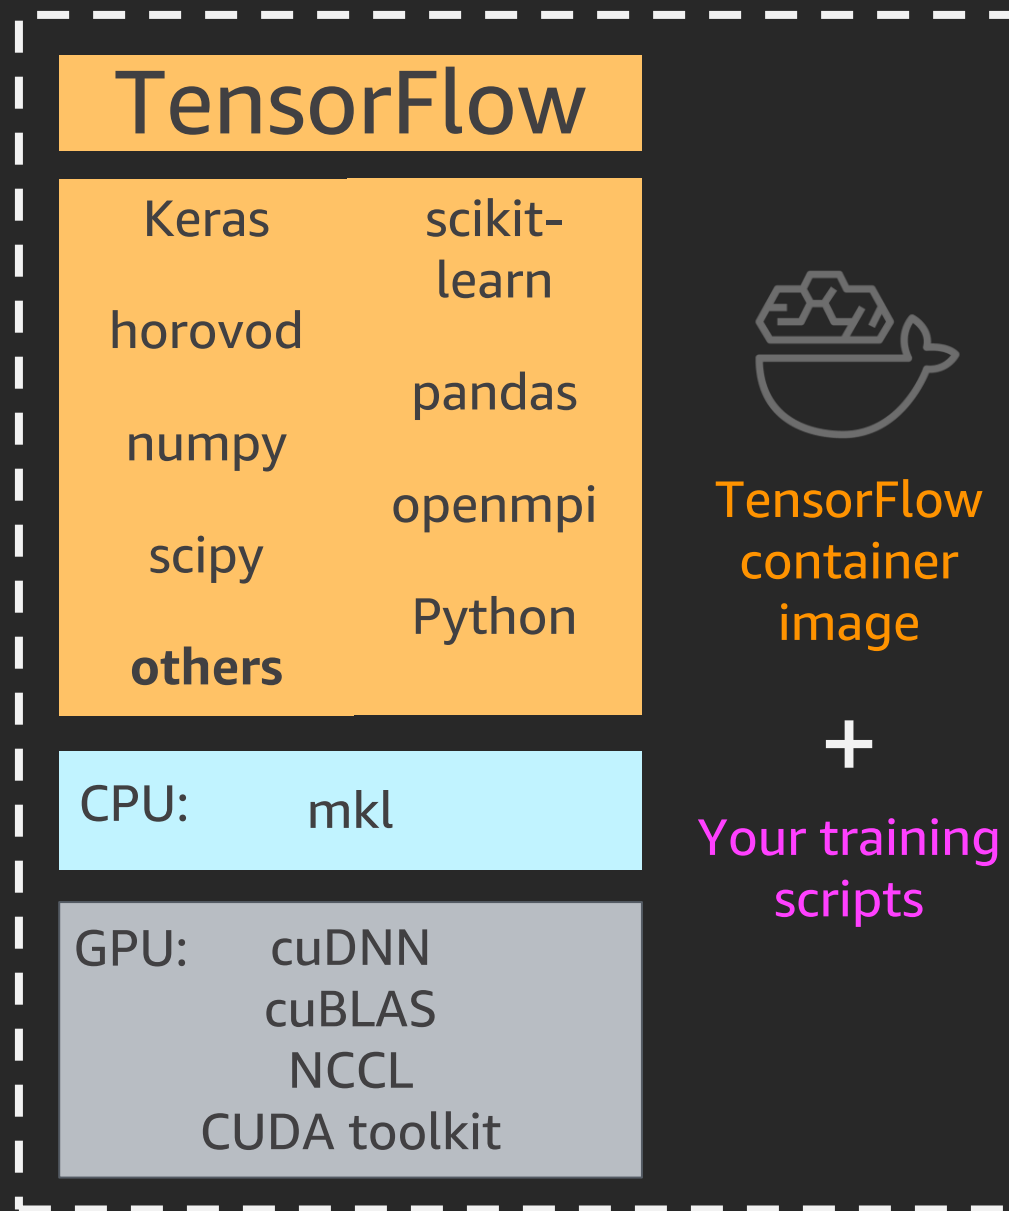 TensorFlow
Keras
horovod
numpy
scipy
others
scikit-
learn
pandas
openmpi
Python
CPU: mkl
GPU: cuDNN
cuBLAS
NCCL
CUDA toolkit
TensorFlow
container
image
+
Your training
scripts